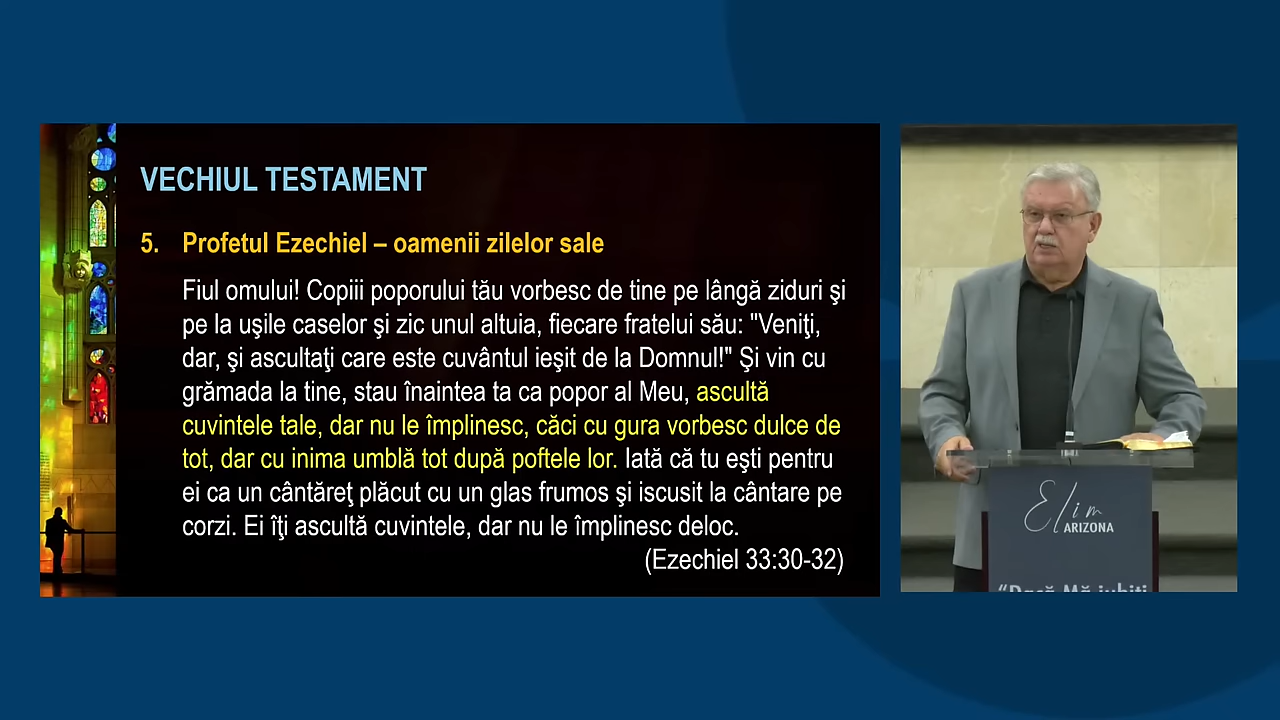 VECHIUL TESTAMENT
5. Profetul Ezechiel – oamenii zilelor sale
Fiul omului! Copiii poporului tău vorbesc de tine pe lângă ziduri şi
pe la uşile caselor şi zic unul altuia, fiecare fratelui său: "Veniţi,
dar, şi ascultaţi care este cuvântul ieşit de la Domnul!" Şi vin cu
grămada la tine, stau înaintea ta ca popor al Meu, ascultă
cuvintele tale, dar nu le împlinesc, căci cu gura vorbesc dulce de
tot, dar cu inima umblă tot după poftele lor. Iată că tu eşti pentru
ei ca un cântăreţ plăcut cu un glas frumos şi iscusit la cântare pe
corzi. Ei îţi ascultă cuvintele, dar nu le împlinesc deloc.
(Ezechiel 33:30-32)
Elim
ARIZONA
“Dacă Mă iubiți